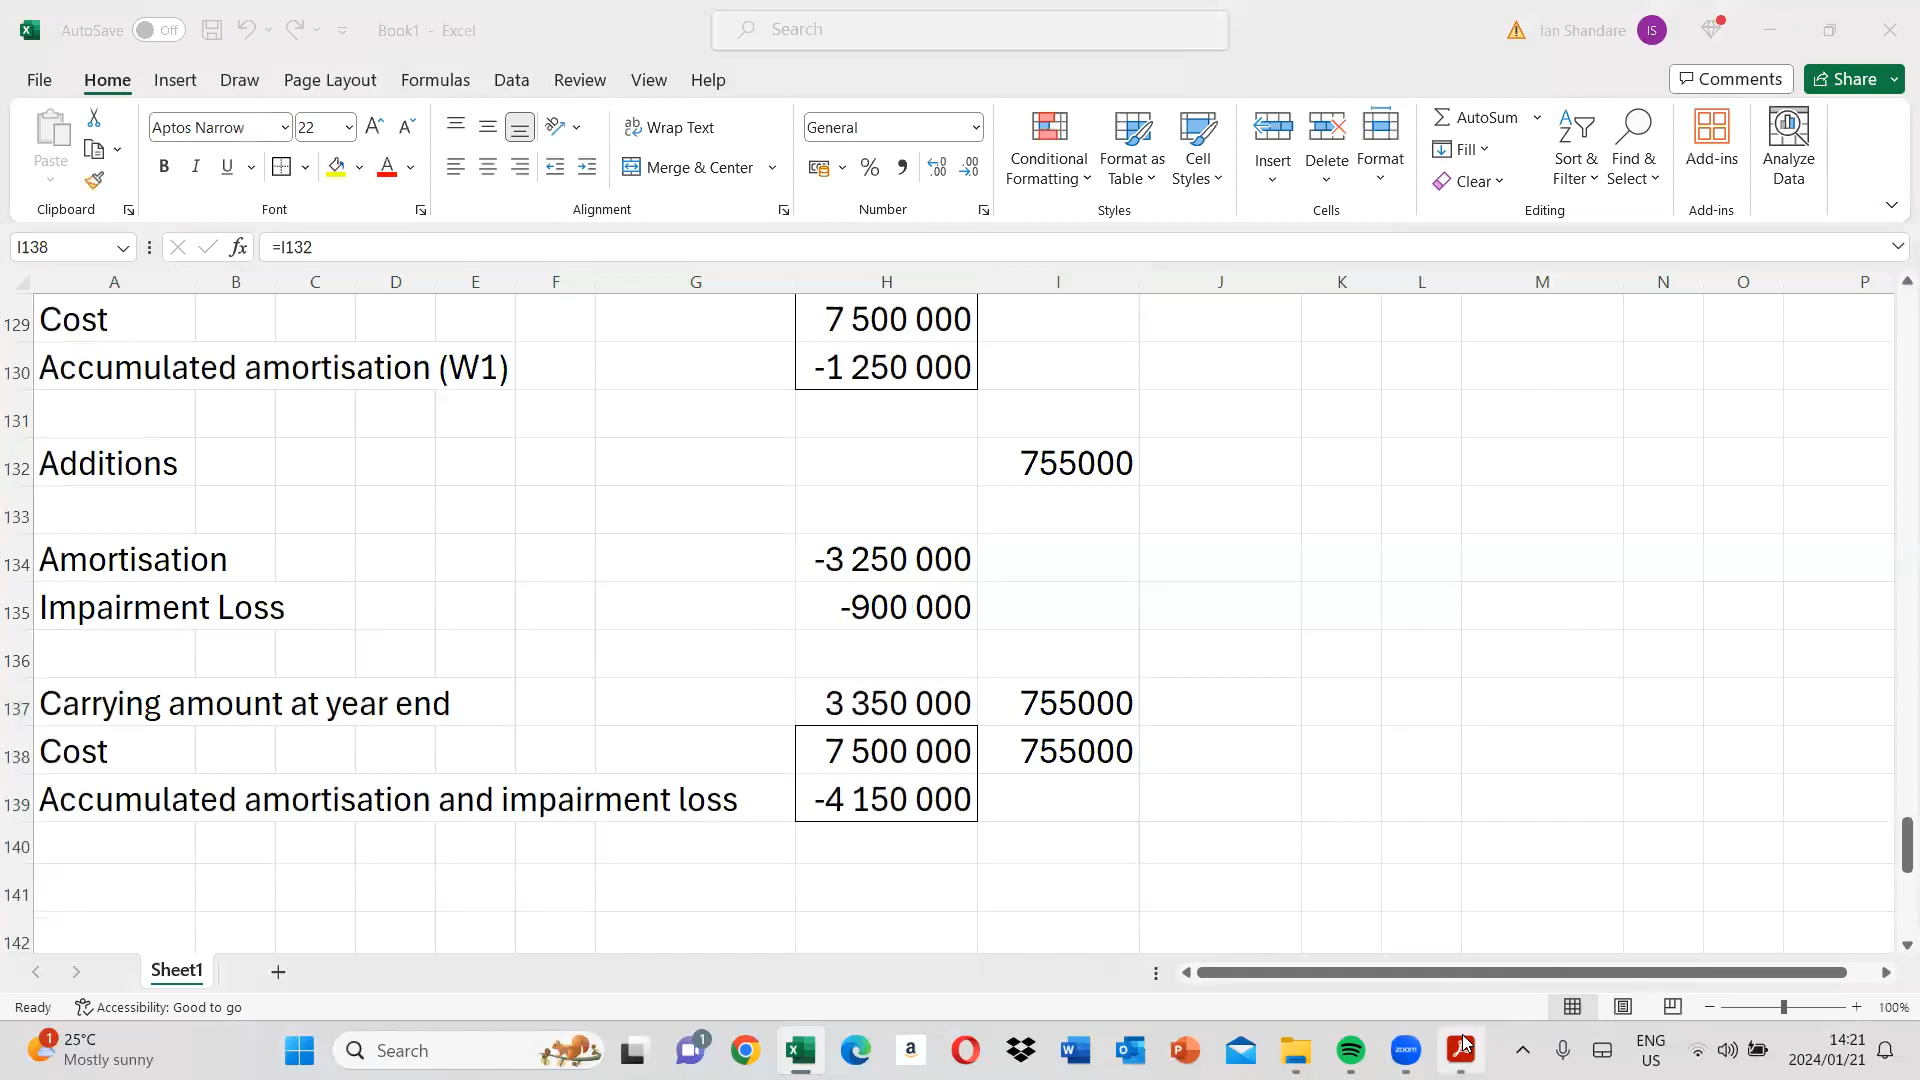 AutoSave Off Book1 - Excel Search Ian Shandare IS
File Home Insert Draw Page Layout Formulas Data Review View Help Comments Share
Paste Aptos Narrow 22 Wrap Text General Conditional Formatting Format as Table Cell Styles Insert Delete Format AutoSum Sort & Filter Find & Select Add-ins Analyze Data
B I U Merge & Center % Fill
Clear
Clipboard Font Alignment Number Styles Cells Editing Add-ins
I138 fx =I132
A B C D E F G H I J K L M N O P
129 Cost 7 500 000
130 Accumulated amortisation (W1) -1 250 000
131
132 Additions 755000
133
134 Amortisation -3 250 000
135 Impairment Loss -900 000
136
137 Carrying amount at year end 3 350 000 755000
138 Cost 7 500 000 755000
139 Accumulated amortisation and impairment loss -4 150 000
140
141
142
Sheet1
Ready Accessibility: Good to go 100%
1 25°C Mostly sunny Search 1 zoom ENG US 14:21 2024/01/21